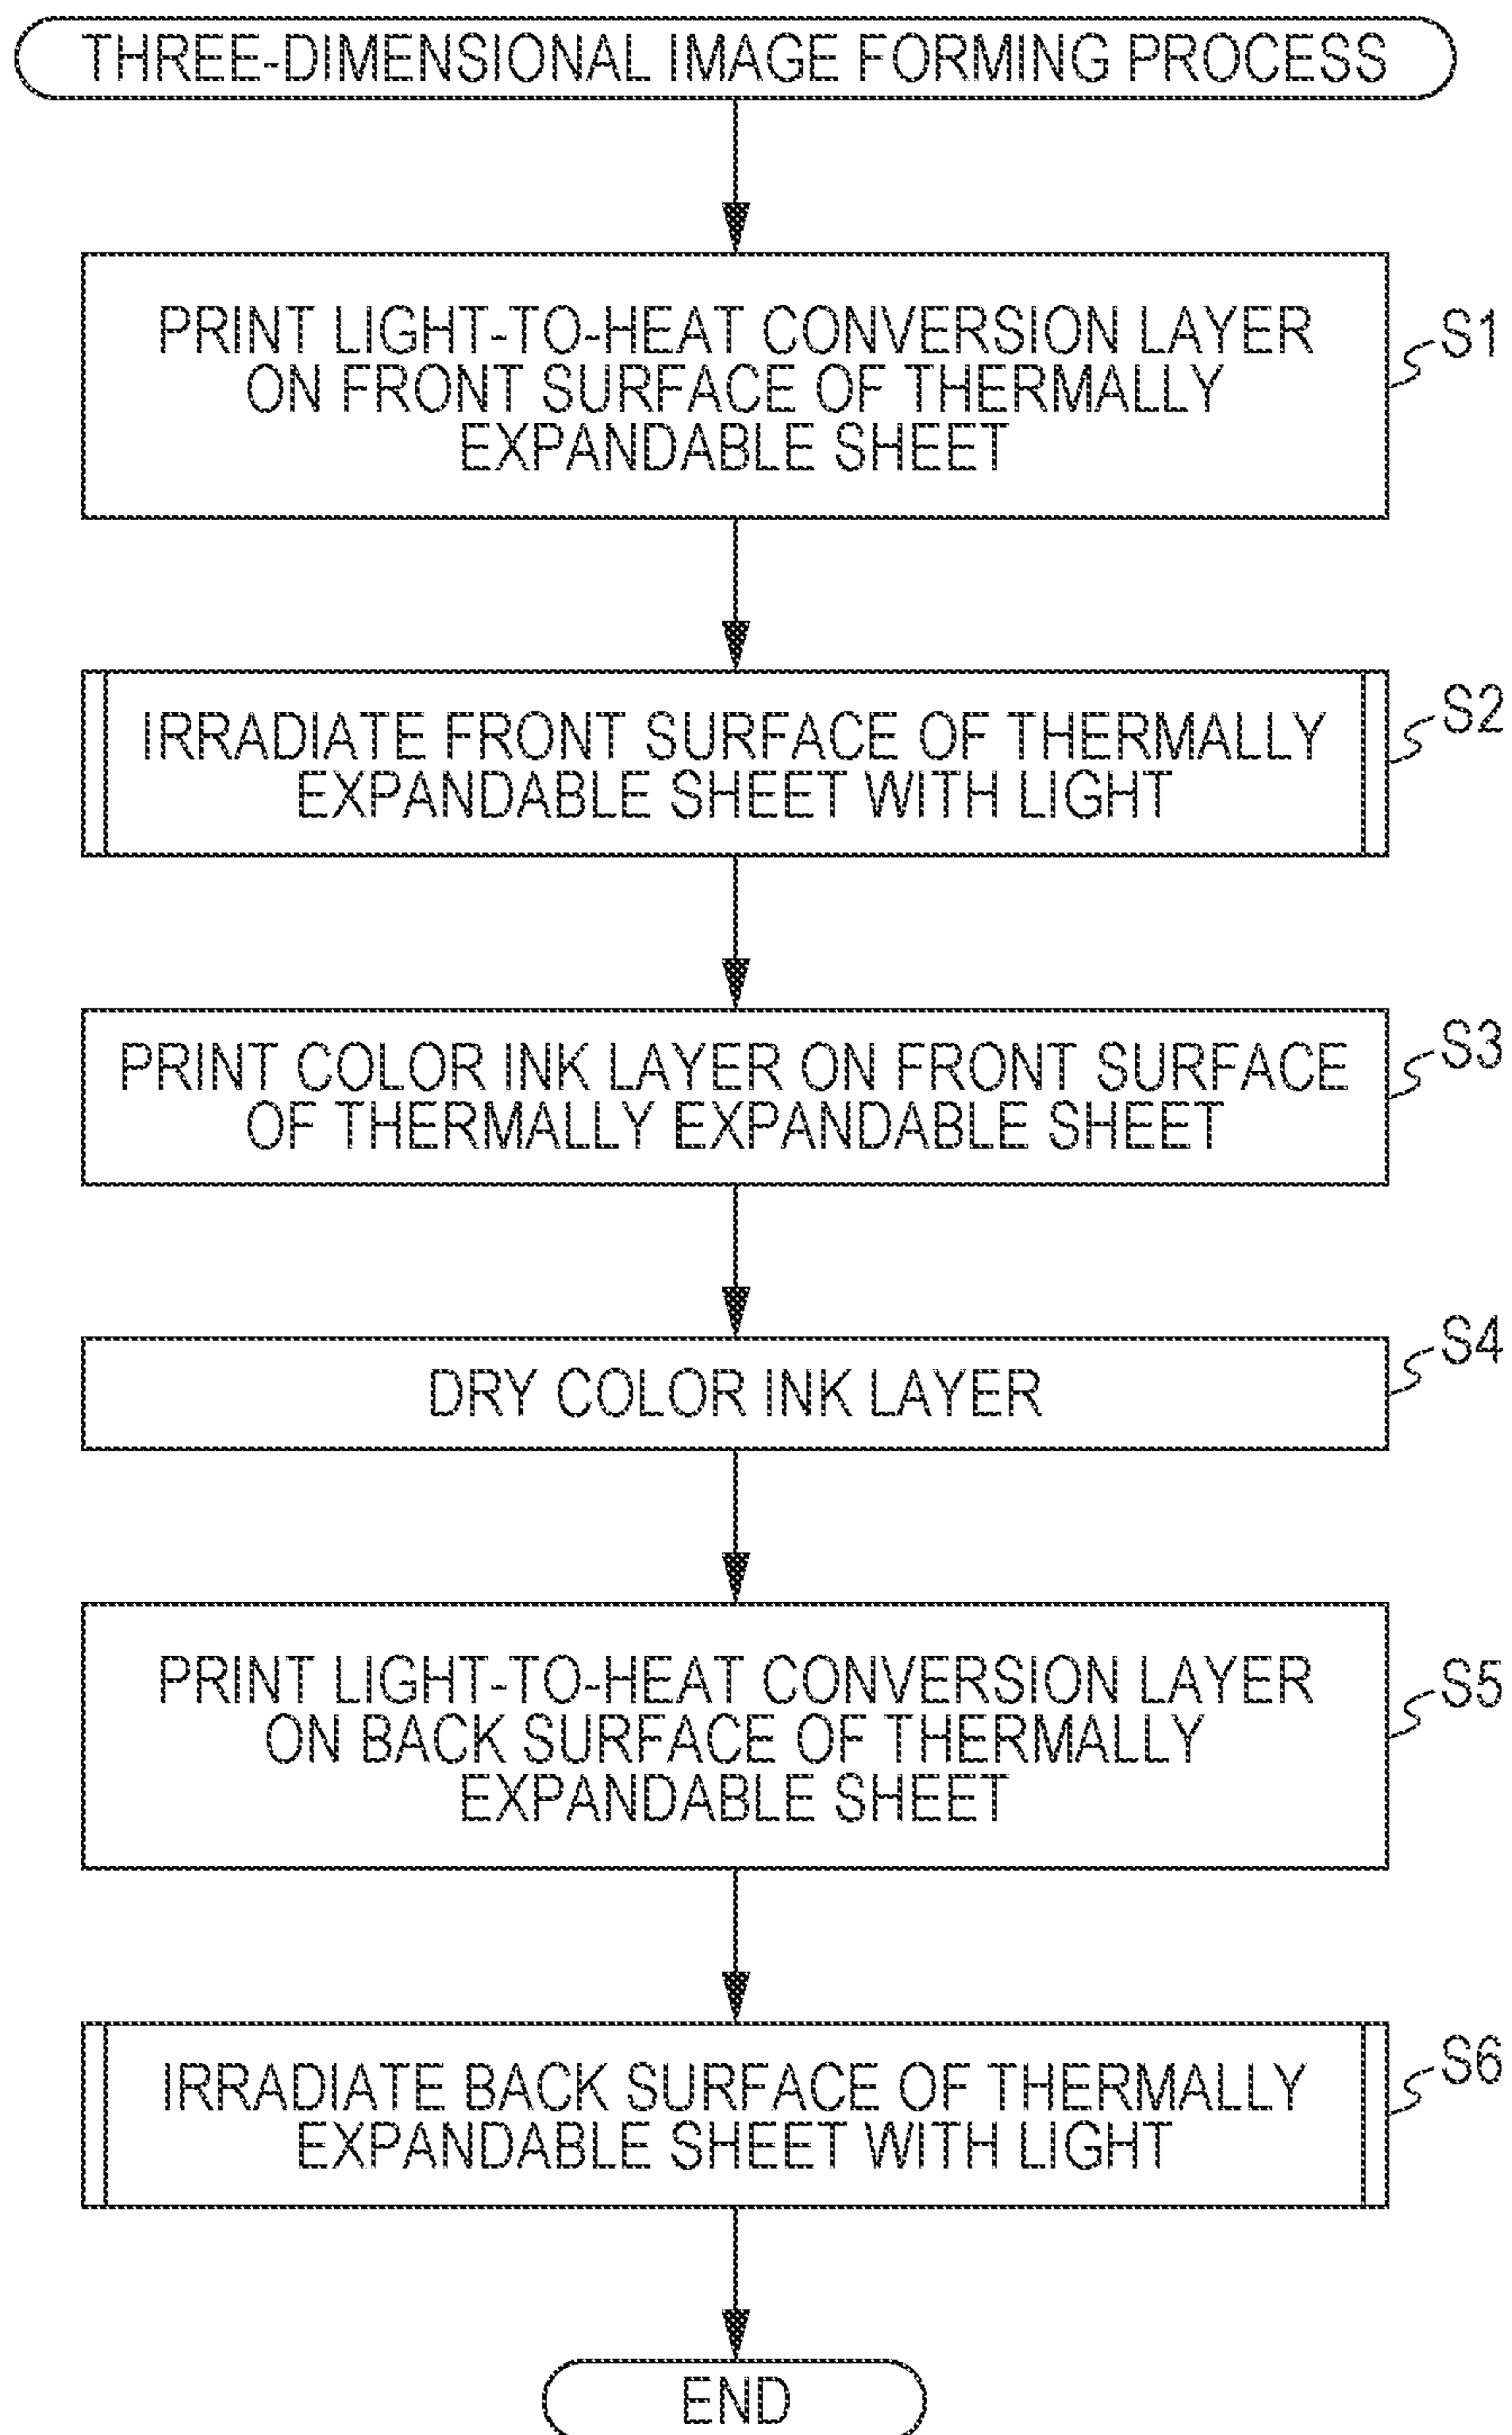 THREE-DIMENSIONAL IMAGE FORMING PROCESS
PRINT LIGHT-TO-HEAT CONVERSION LAYER
ON FRONT SURFACE OF THERMALLY
EXPANDABLE SHEET
S1
IRRADIATE FRONT SURFACE OF THERMALLY
EXPANDABLE SHEET WITH LIGHT
S2
PRINT COLOR INK LAYER ON FRONT SURFACE
OF THERMALLY EXPANDABLE SHEET
S3
DRY COLOR INK LAYER
S4
PRINT LIGHT-TO-HEAT CONVERSION LAYER
ON BACK SURFACE OF THERMALLY
EXPANDABLE SHEET
S5
IRRADIATE BACK SURFACE OF THERMALLY
EXPANDABLE SHEET WITH LIGHT
S6
END